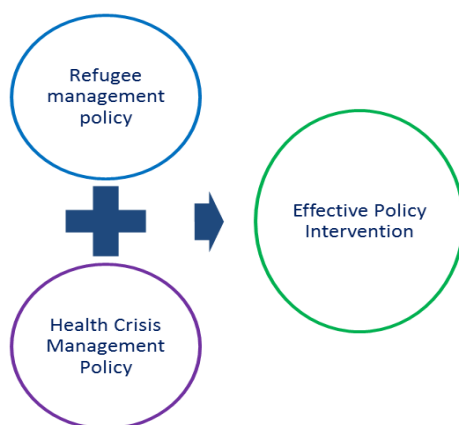 Refugee
management
policy
Effective Policy
Intervention
Health Crisis
Management
Policy